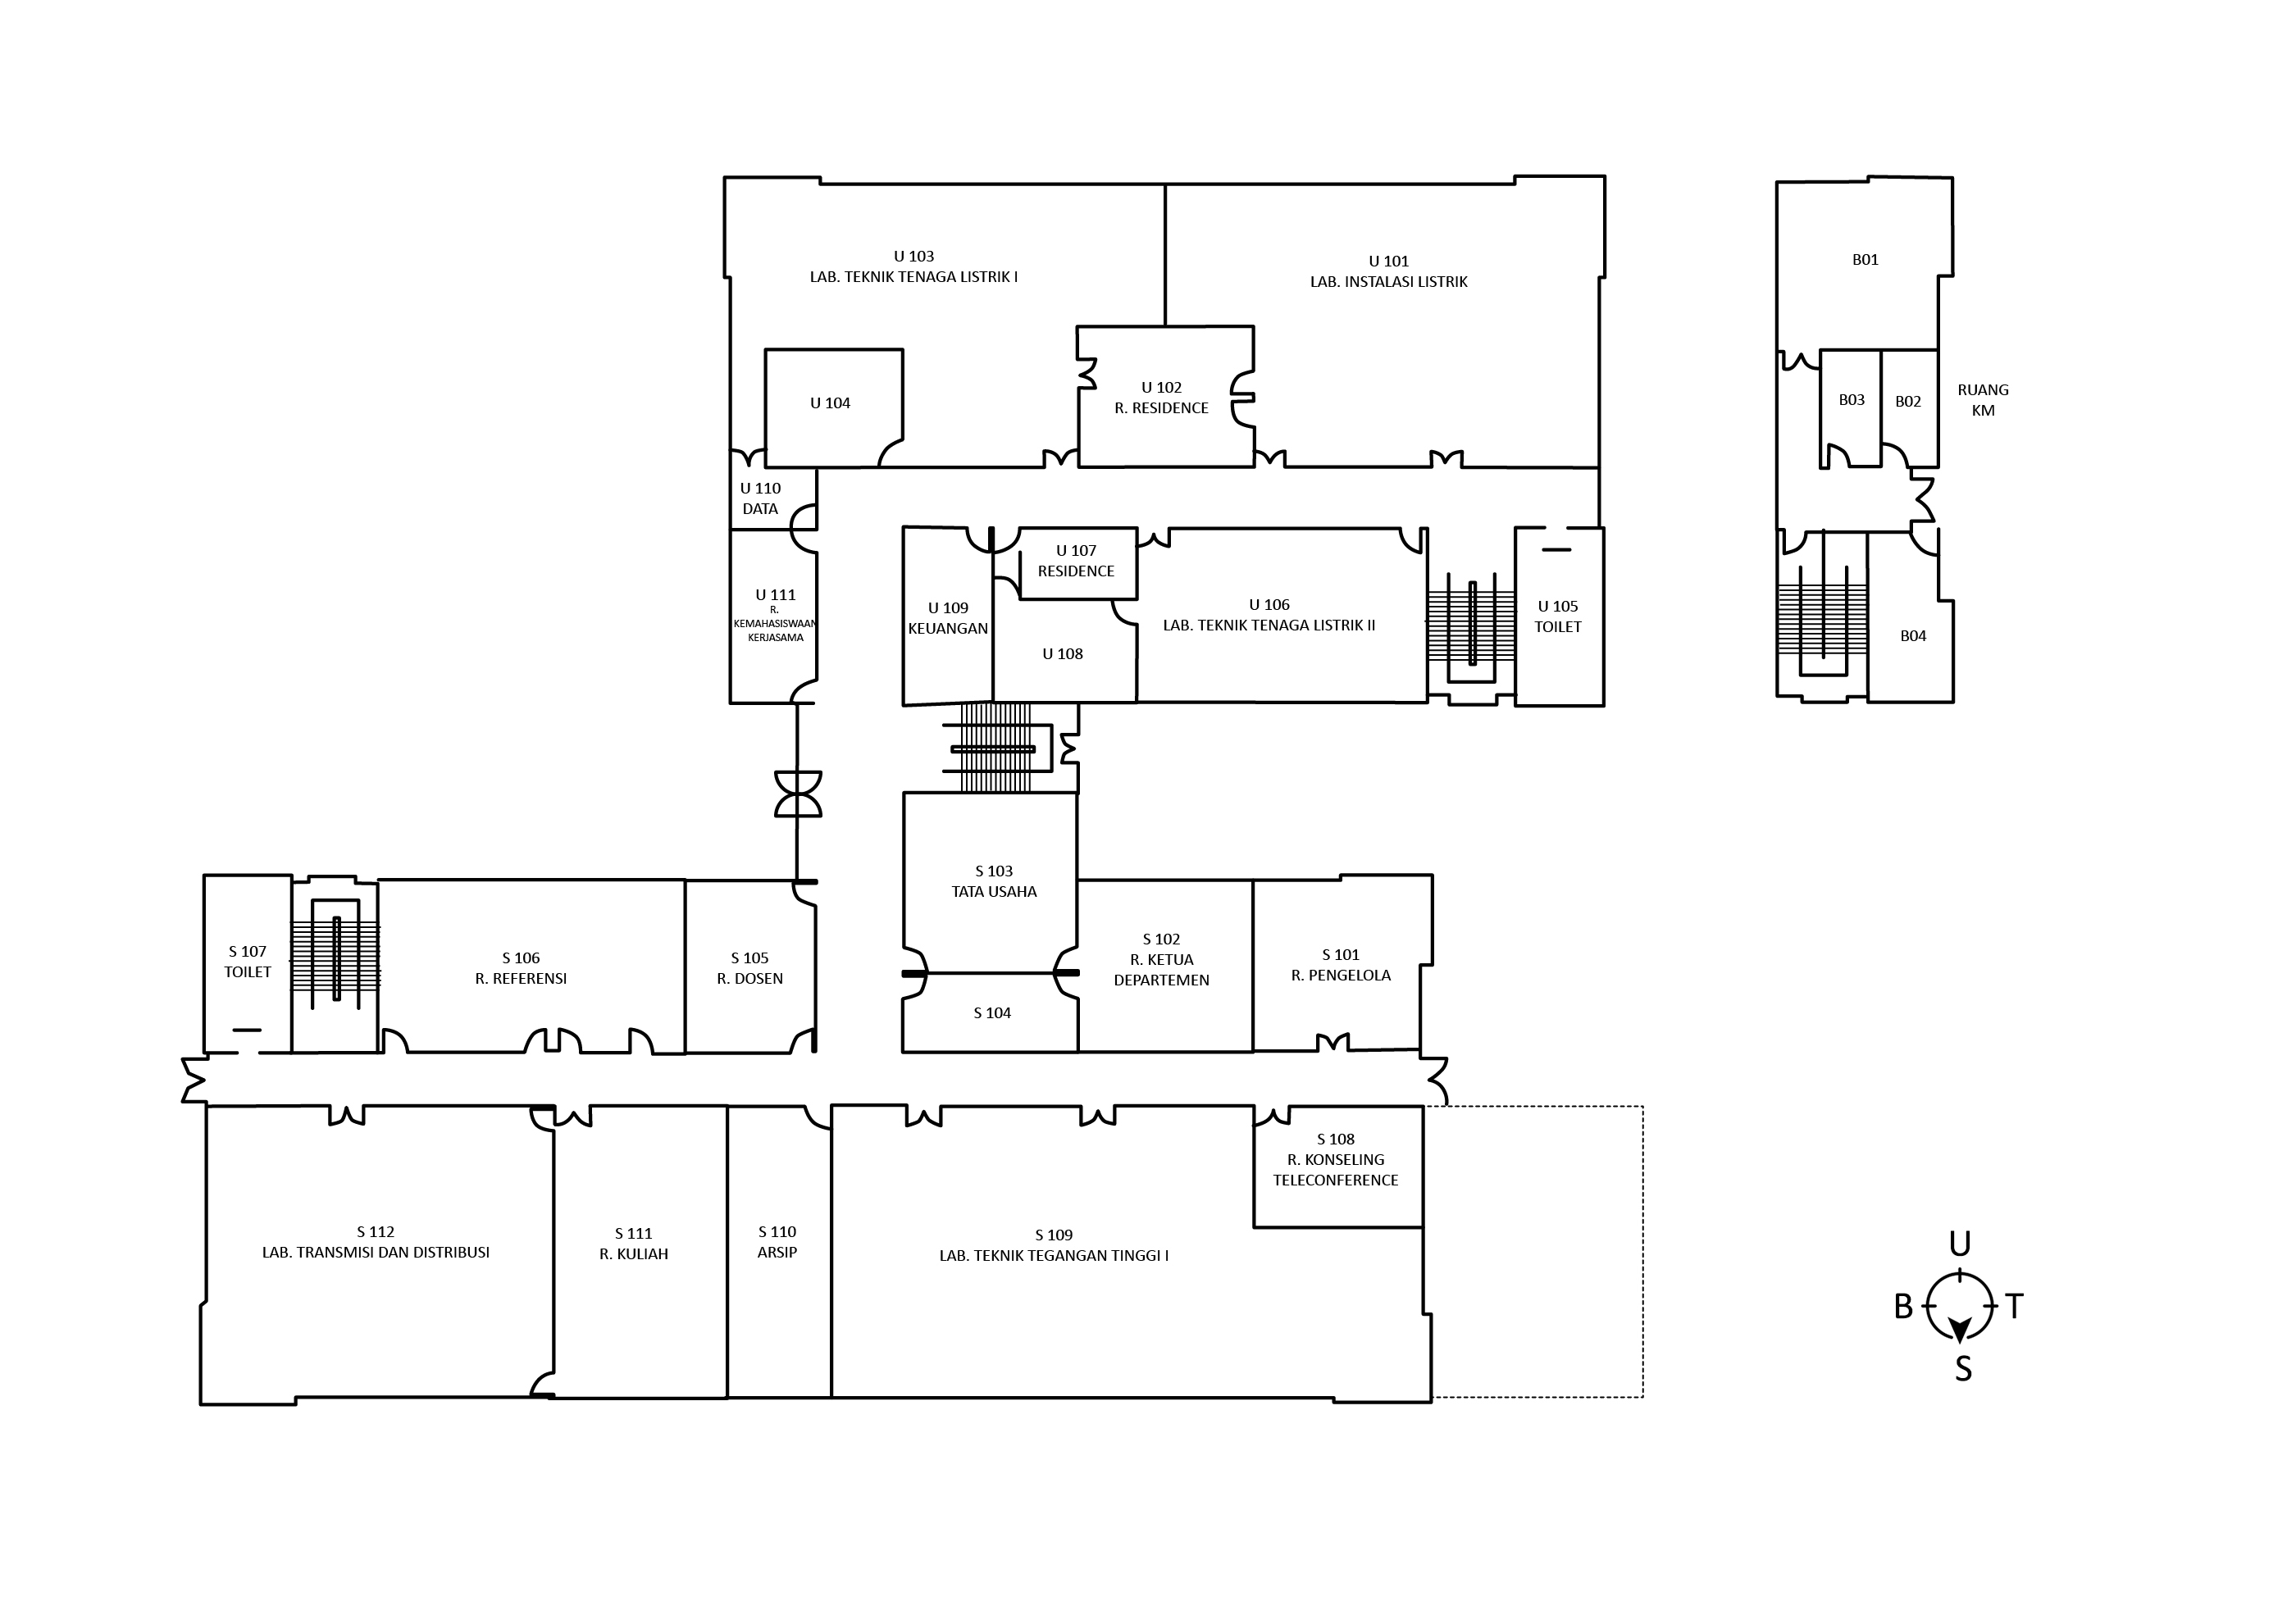 U 103
LAB. TEKNIK TENAGA LISTRIK I
U 101
LAB. INSTALASI LISTRIK
B01
U 104
U 102
R. RESIDENCE
B03
B02
RUANG
KM
U 110
DATA
U 111
R.
KEMAHASISWAAN
KERJASAMA
U 109
KEUANGAN
U 107
RESIDENCE
U 108
U 106
LAB. TEKNIK TENAGA LISTRIK II
U 105
TOILET
B04
S 103
TATA USAHA
S 107
TOILET
S 106
R. REFERENSI
S 105
R. DOSEN
S 104
S 102
R. KETUA
DEPARTEMEN
S 101
R. PENGELOLA
S 108
R. KONSELING
TELECONFERENCE
S 112
LAB. TRANSMISI DAN DISTRIBUSI
S 111
R. KULIAH
S 110
ARSIP
S 109
LAB. TEKNIK TEGANGAN TINGGI I
U
B
T
S